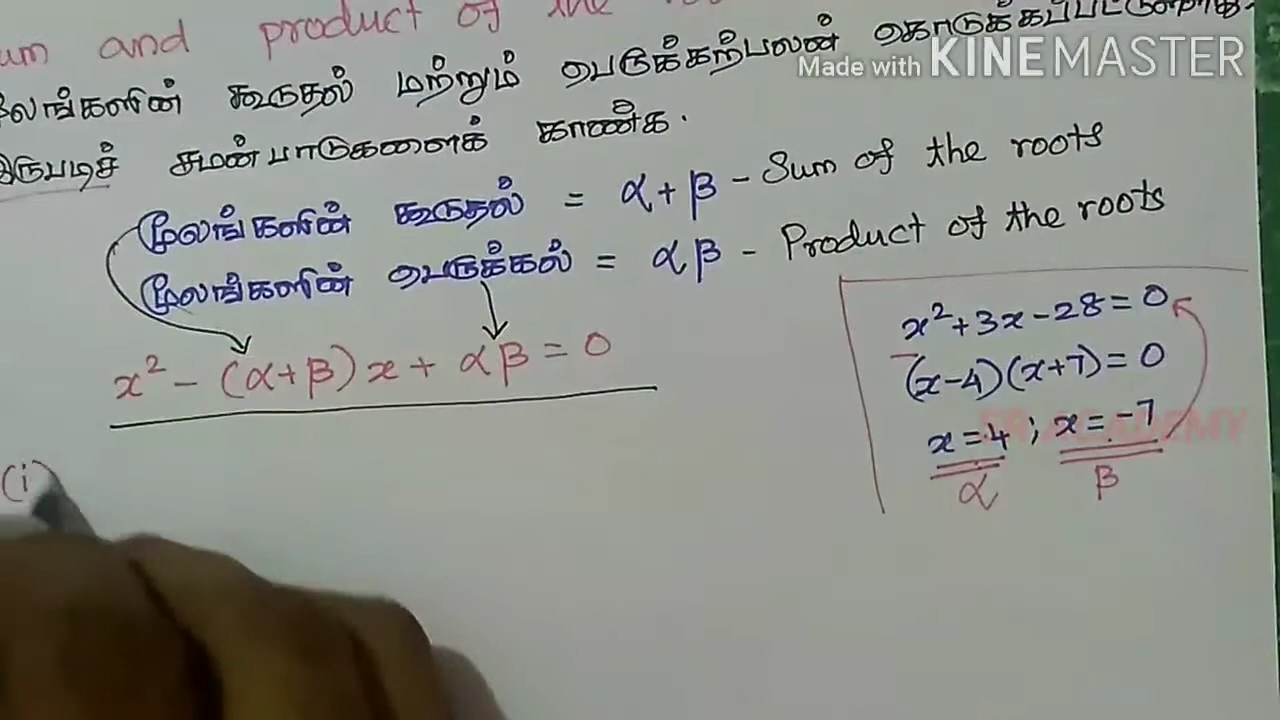 um and product of the
மூலங்களின் கூடுதல் மற்றும் பெருக்கற்பலன்
Made with KINEMASTER
இருபடிச் சமன்பாடுகளைக் காண்க.
மூலங்களின் கூடுதல் = α + β - Sum of the roots
மூலங்களின் பெருக்கல் = αβ - Product of the roots
x² - (α+β)x + αβ = 0
x² + 3x - 28 = 0
(x-4)(x+7) = 0
x = 4 ; x = -7
α β
ACADEMY
(i)